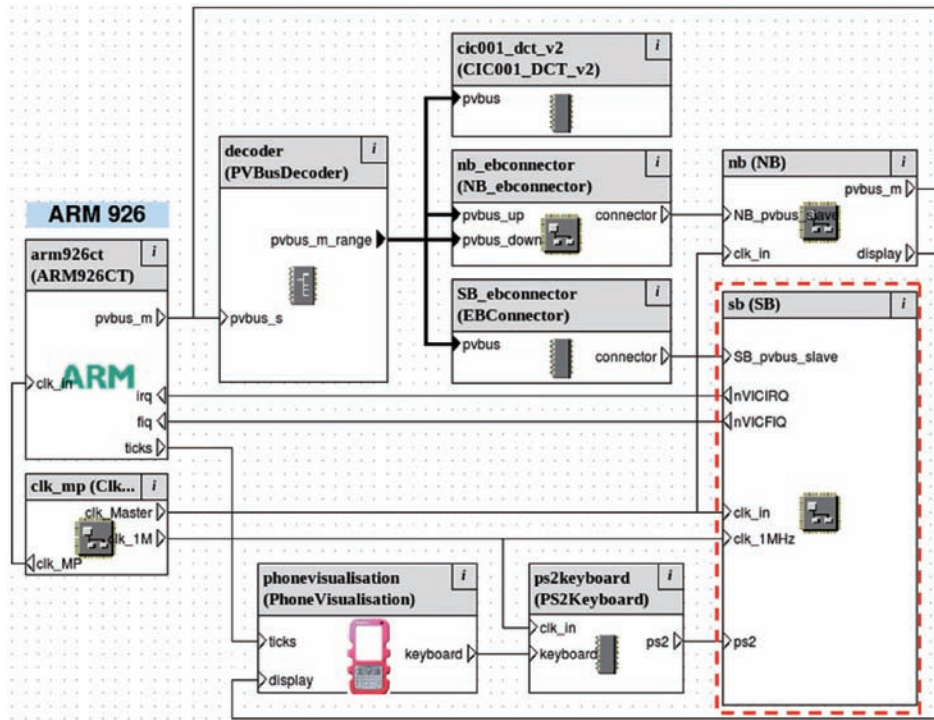 cic001_dct_v2
(CIC001_DCT_v2)
i
pvbus
decoder
(PVBusDecoder)
i
pvbus_m_range
pvbus_s
nb_ebconnector
(NB_ebconnector)
i
pvbus_up
connector
pvbus_down
nb (NB)
i
pvbus_m
NB_pvbus_slave
clk_in
display
ARM 926
arm926ct
(ARM926CT)
i
pvbus_m
clk_in
ARM
irq
fiq
ticks
SB_ebconnector
(EBConnector)
i
pvbus
connector
sb (SB)
i
SB_pvbus_slave
nVICIRQ
nVICFIQ
clk_in
clk_1MHz
ps2
clk_mp (Clk...
i
clk_Master
clk_1M
clk_MP
phonevisualisation
(PhoneVisualisation)
i
ticks
keyboard
display
ps2keyboard
(PS2Keyboard)
i
clk_in
ps2
keyboard